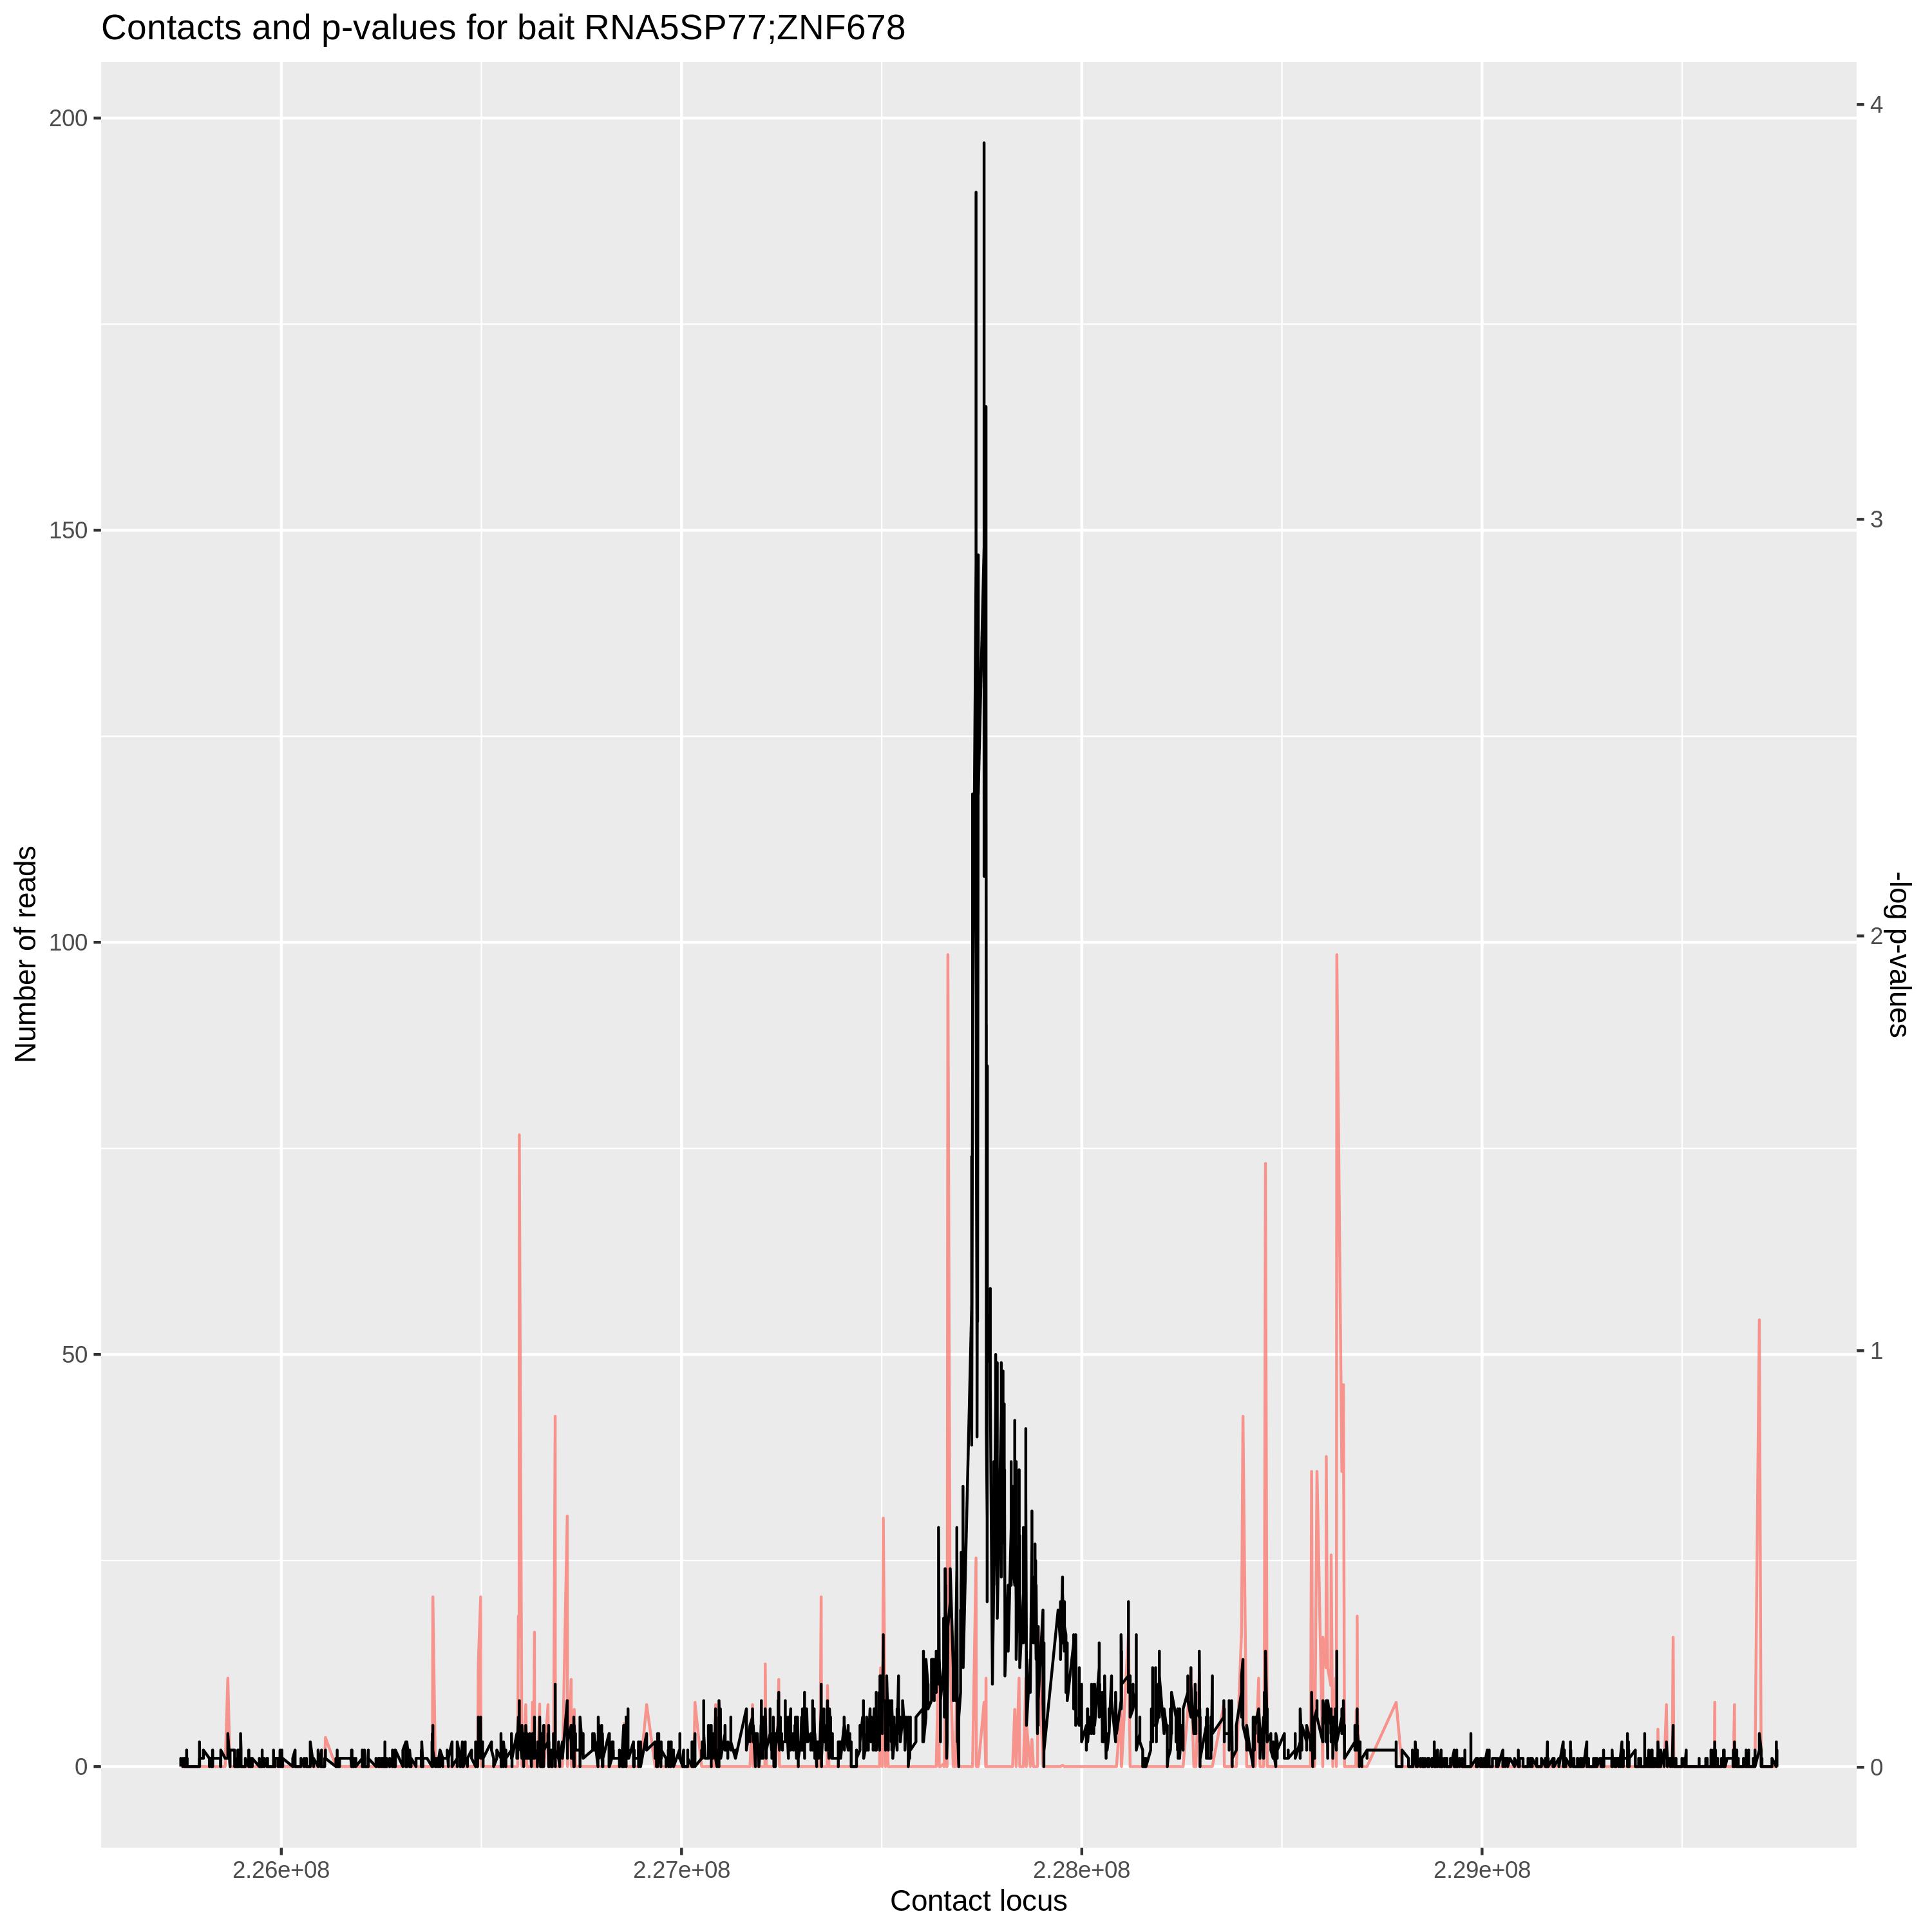 Contacts and p-values for bait RNA5SP77;ZNF678
200
150
100
50
0
Number of reads
4
3
2
1
0
-log p-values
2.26e+08 2.27e+08 2.28e+08 2.29e+08
Contact locus